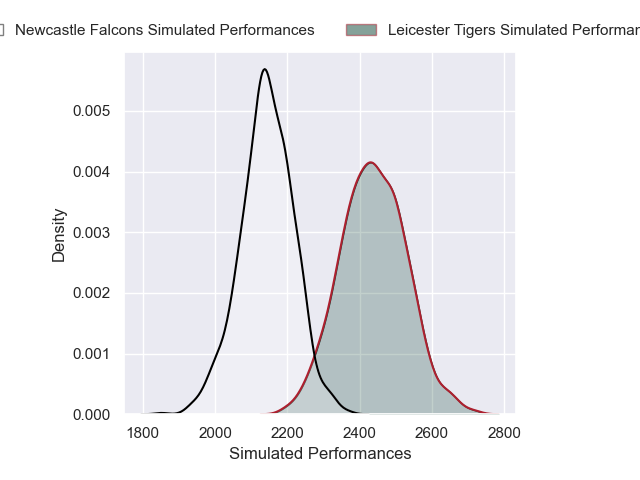 Newcastle Falcons Simulated Performances
Leicester Tigers Simulated
0.005
0.004
0.003
0.002
0.001
0.000
Density
1800 2000 2200 2400 2600 2800
Simulated Performances